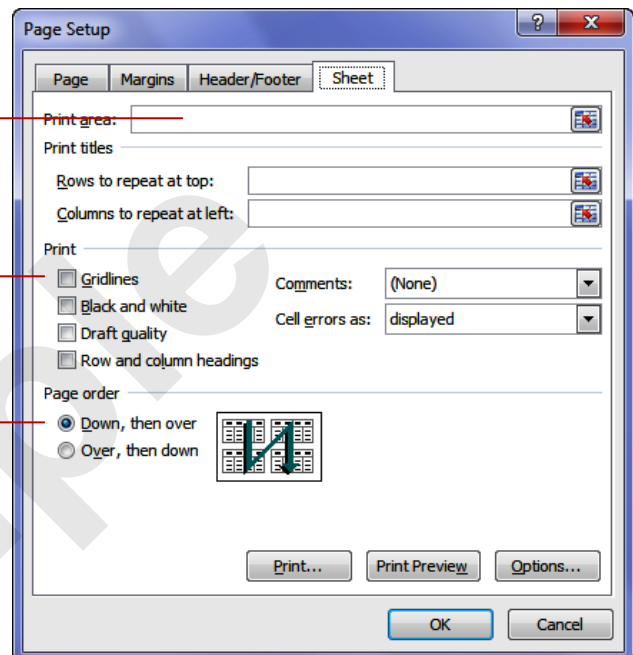 Page Setup
Page Margins Header/Footer Sheet
Print area:
Print titles
Rows to repeat at top:
Columns to repeat at left:
Print
Gridlines Comments: (None)
Black and white Cell errors as: displayed
Draft quality
Row and column headings
Page order
Down, then over
Over, then down
Print... Print Preview Options...
OK Cancel